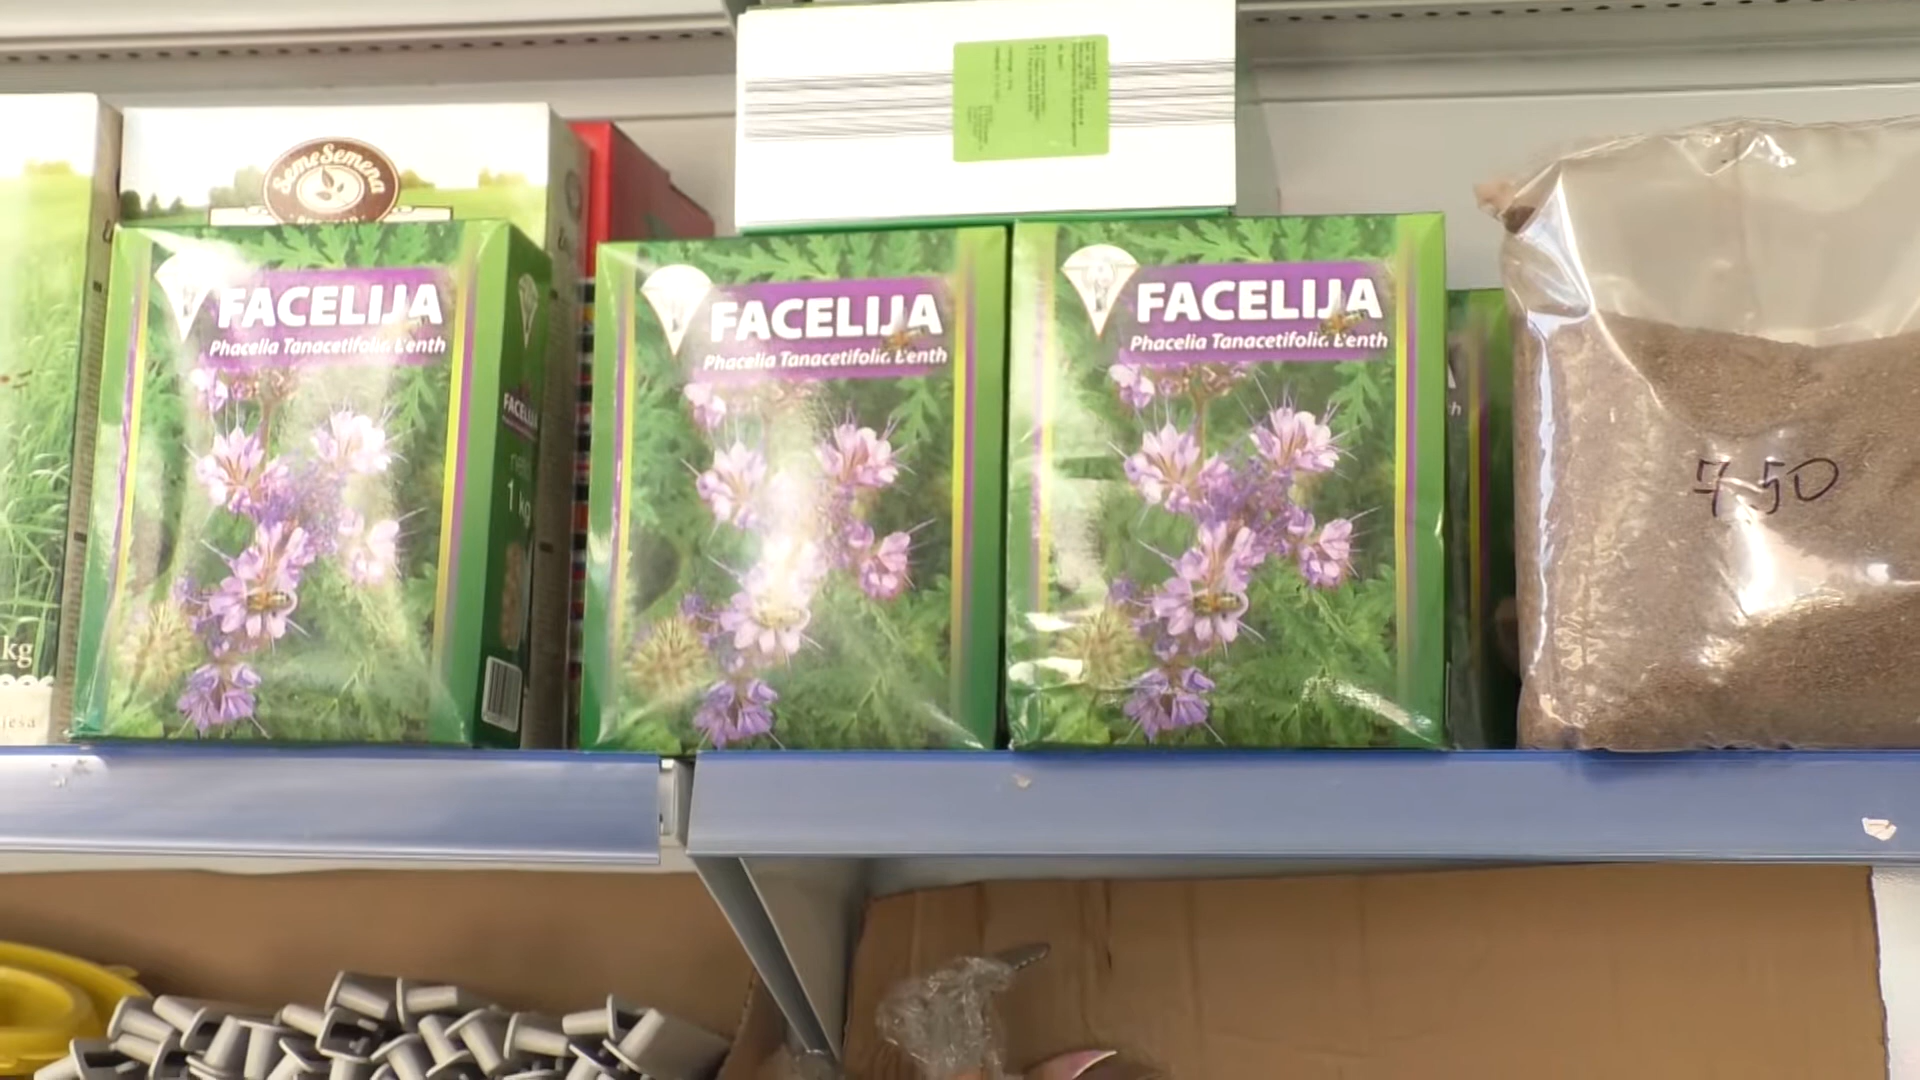 SemeSemena
FACELIJA
Phacelia Tanacetifolia Benth
FACELIJA
1 kg
FACELIJA
Phacelia Tanacetifolia Benth
FACELIJA
Phacelia Tanacetifolia Benth
7-50
kg